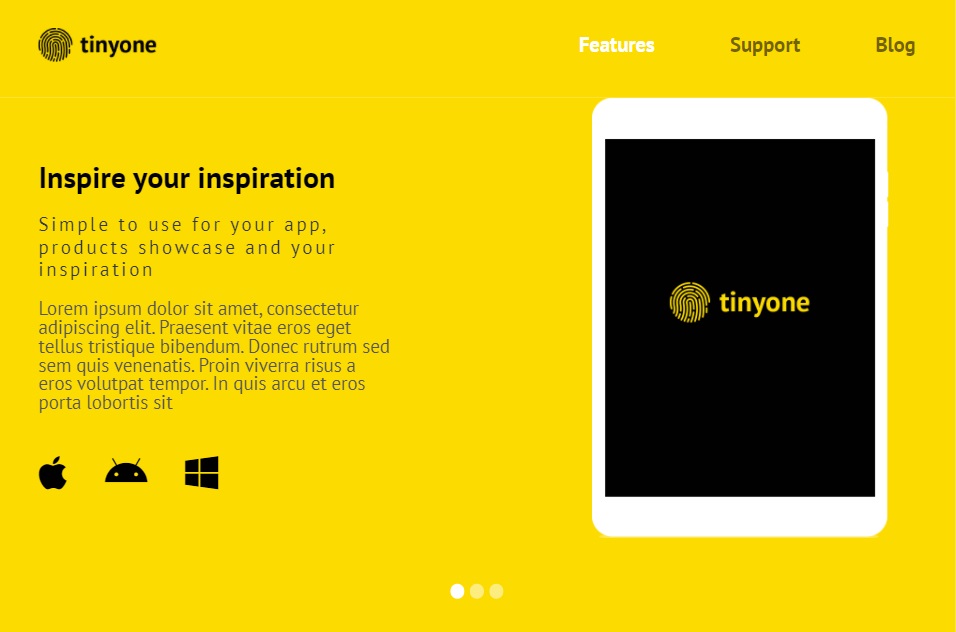 tinyone
Features
Support
Blog
Inspire your inspiration
Simple to use for your app,
products showcase and your
inspiration
Lorem ipsum dolor sit amet, consectetur
adipiscing elit. Praesent vitae eros eget
tellus tristique bibendum. Donec rutrum sed
sem quis venenatis. Proin viverra risus a
eros volutpat tempor. In quis arcu et eros
porta lobortis sit
tinyone